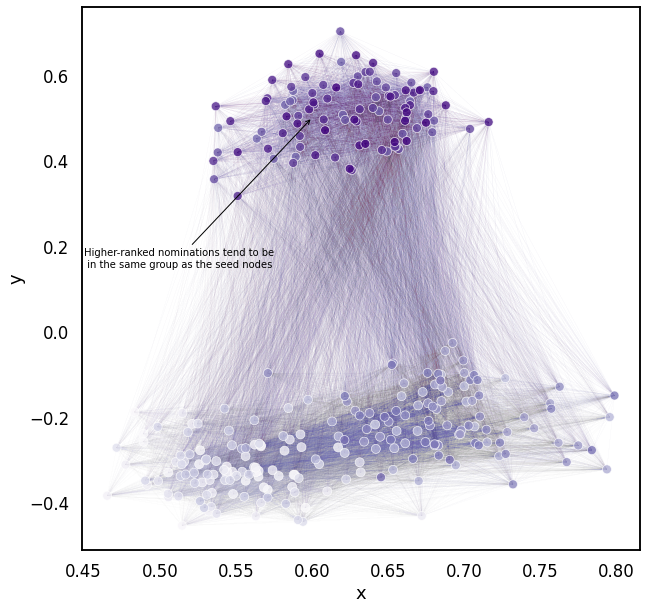 0.6
0.4
0.2
0.0
−0.2
−0.4
y
Higher-ranked nominations tend to be
in the same group as the seed nodes
0.45 0.50 0.55 0.60 0.65 0.70 0.75 0.80
x